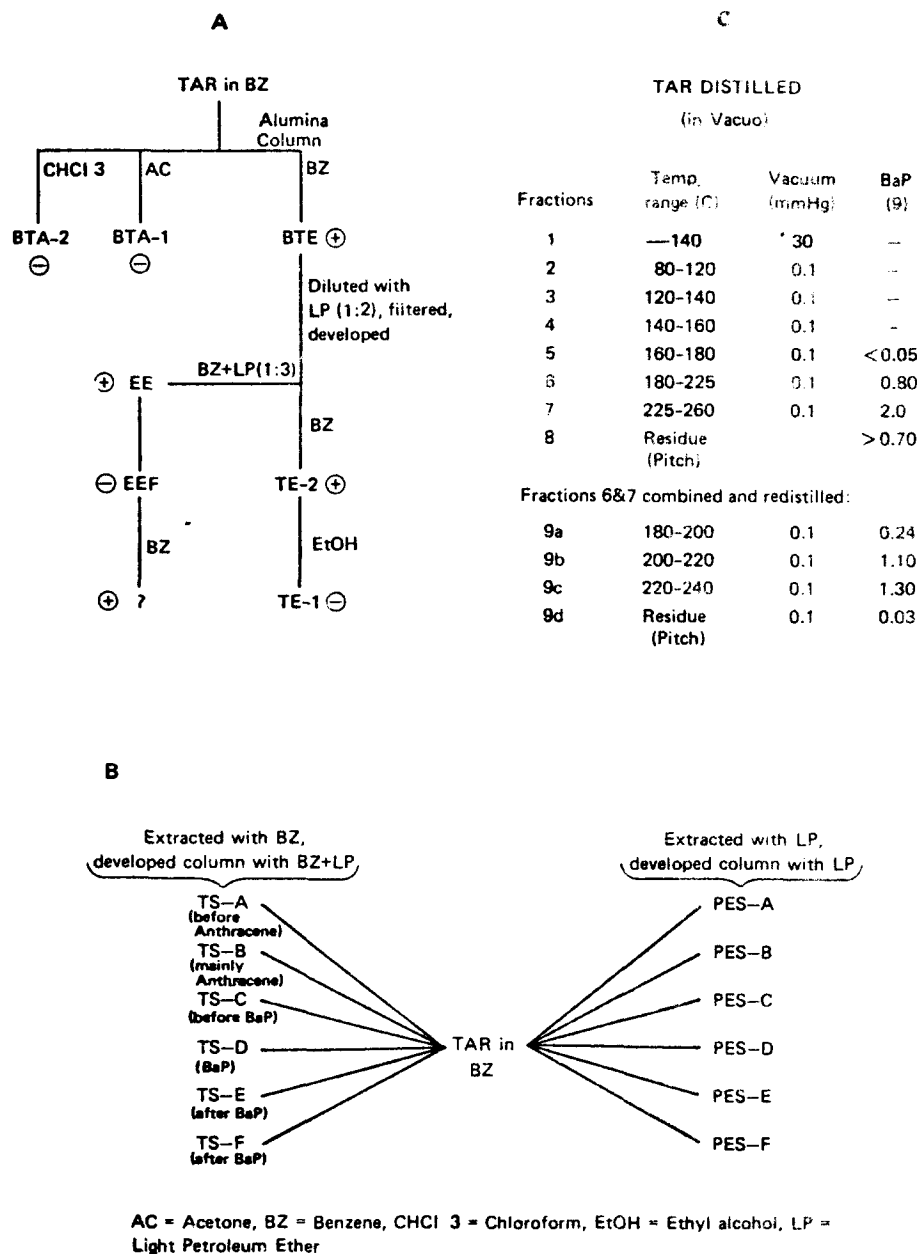 A
TAR in BZ
Alumina
Column
CHCl 3
AC
BZ
BTA-2
BTA-1
BTE ⊕
⊖
⊖
Diluted with
LP (1:2), filtered,
developed
BZ+LP(1:3)
⊕ EE
BZ
⊖ EEF
TE-2 ⊕
BZ
EtOH
⊕ ?
TE-1 ⊖
C
TAR DISTILLED
(in Vacuo)
Temp. Vacuum BaP
Fractions range (C) (mmHg) (9)
1 —140 30 –
2 80-120 0.1 –
3 120-140 0.1 –
4 140-160 0.1 –
5 160-180 0.1 <0.05
6 180-225 0.1 0.80
7 225-260 0.1 2.0
8 Residue >0.70
(Pitch)
Fractions 6&7 combined and redistilled:
9a 180-200 0.1 0.24
9b 200-220 0.1 1.10
9c 220-240 0.1 1.30
9d Residue 0.1 0.03
(Pitch)
B
Extracted with BZ,
developed column with BZ+LP
TS—A
(before
Anthracene)
TS—B
(mainly
Anthracene)
TS—C
(before BaP)
TS—D
(BaP)
TS—E
(after BaP)
TS—F
(after BaP)
TAR in
BZ
Extracted with LP,
developed column with LP
PES—A
PES—B
PES—C
PES—D
PES—E
PES—F
AC = Acetone, BZ = Benzene, CHCl 3 = Chloroform, EtOH = Ethyl alcohol, LP =
Light Petroleum Ether